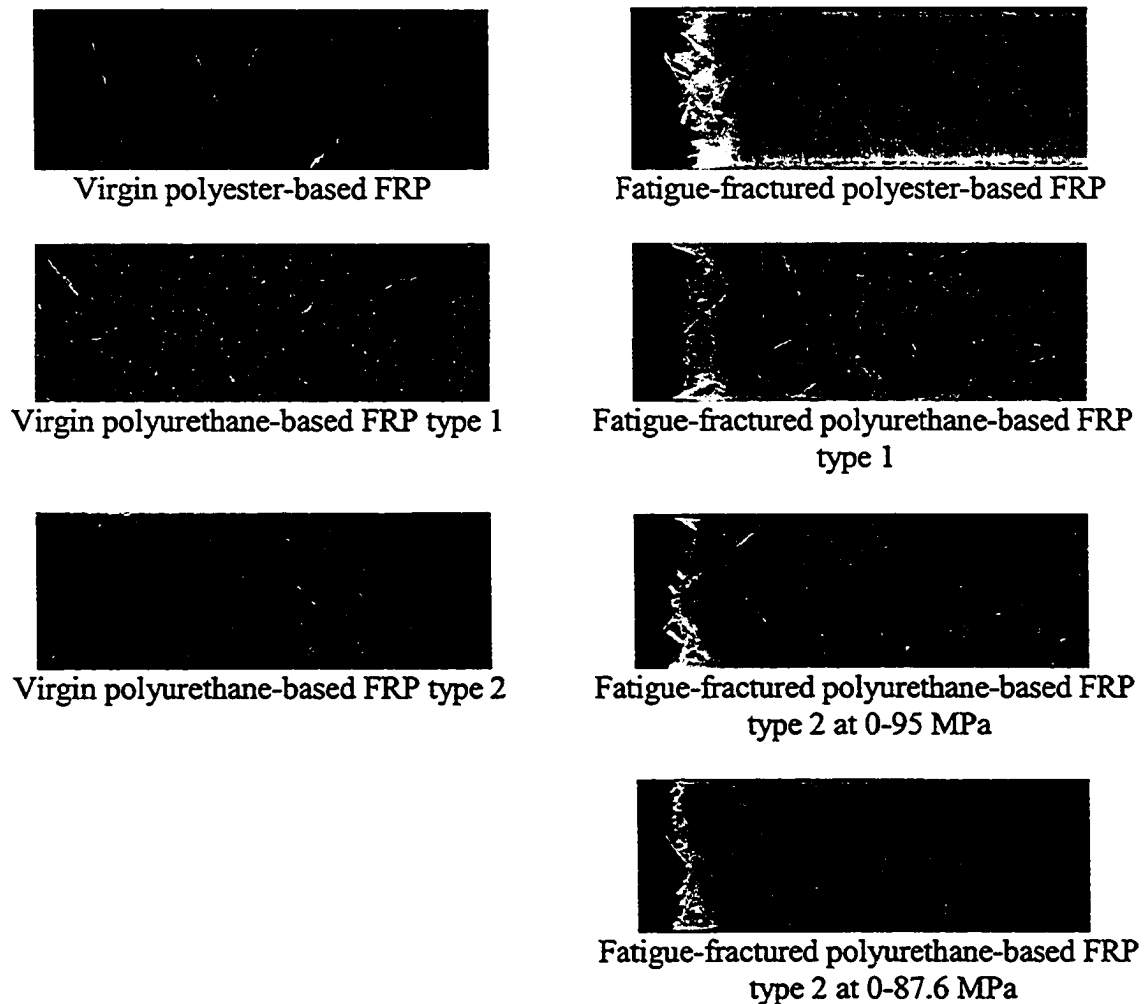 Virgin polyester-based FRP
Fatigue-fractured polyester-based FRP
Virgin polyurethane-based FRP type 1
Fatigue-fractured polyurethane-based FRP
type 1
Virgin polyurethane-based FRP type 2
Fatigue-fractured polyurethane-based FRP
type 2 at 0-95 MPa
Fatigue-fractured polyurethane-based FRP
type 2 at 0-87.6 MPa